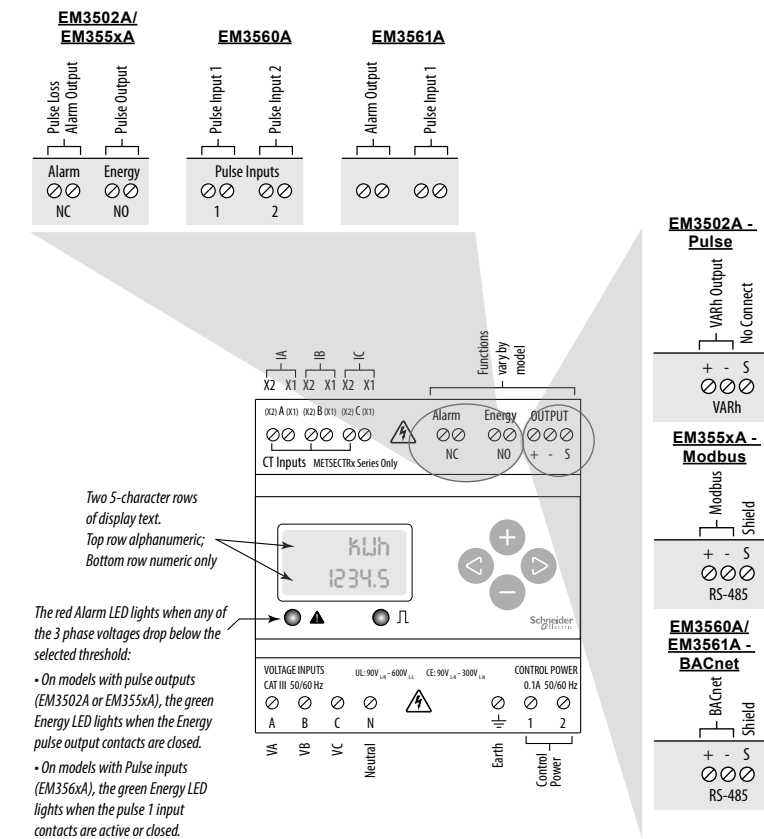 EM3502A/
EM355xA
EM3560A
EM3561A
Pulse Loss
Alarm Output
Pulse Output
Pulse Input 1
Pulse Input 2
Alarm Output
Pulse Input 1
Alarm Energy
NC NO
Pulse Inputs
1 2
EM3502A -
Pulse
VARh Output
No Connect
+ - S
VARh
EM355xA -
Modbus
Modbus
Shield
+ - S
RS-485
EM3560A/
EM3561A -
BACnet
BACnet
Shield
+ - S
RS-485
IA IB IC
X2 X1 X2 X1 X2 X1
Functions
vary by
model
(X2) A (X1) (X2) B (X1) (X2) C (X1)
Alarm Energy OUTPUT
NC NO + - S
CT Inputs METSECTRx Series Only
Two 5-character rows
of display text.
Top row alphanumeric;
Bottom row numeric only
kWh
1234.5
The red Alarm LED lights when any of
the 3 phase voltages drop below the
selected threshold:
• On models with pulse outputs
(EM3502A or EM355xA), the green
Energy LED lights when the Energy
pulse output contacts are closed.
• On models with Pulse inputs
(EM356xA), the green Energy LED
lights when the pulse 1 input
contacts are active or closed.
Schneider
Electric
VOLTAGE INPUTS UL: 90V L-N - 600V L-L CE: 90V L-N - 300V L-N CONTROL POWER
CAT III 50/60 Hz 0.1A 50/60 Hz
A B C N 1 2
VA
VB
VC
Neutral
Earth
Control
Power